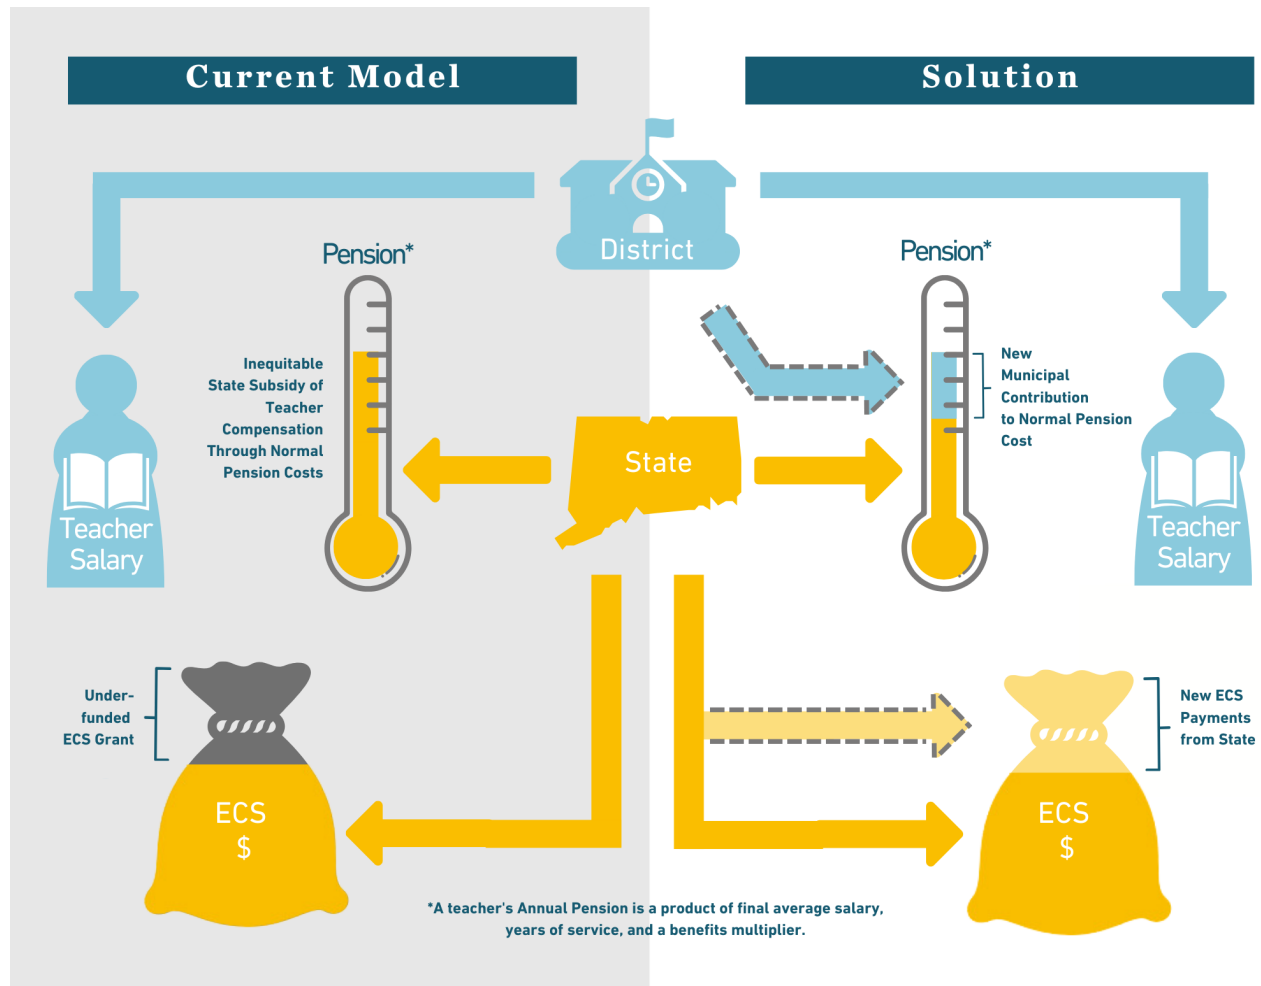 Current Model
Solution
District
Pension*
Pension*
Inequitable
State Subsidy of
Teacher
Compensation
Through Normal
Pension Costs
New
Municipal
Contribution
to Normal Pension
Cost
State
Teacher
Salary
Teacher
Salary
Under-
funded
ECS Grant
New ECS
Payments
from State
ECS
$
ECS
$
*A teacher's Annual Pension is a product of final average salary,
years of service, and a benefits multiplier.